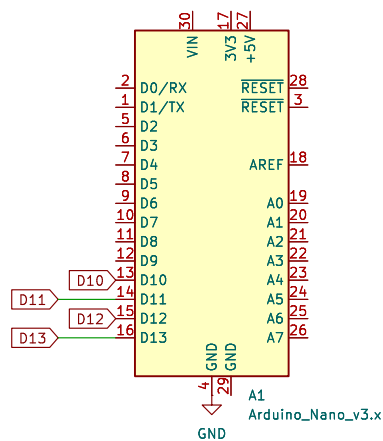 30 17 27
VIN 3V3 +5V
2 D0/RX RESET 28
1 D1/TX RESET 3
5 D2
6 D3
7 D4 AREF 18
8 D5
9 D6 A0 19
10 D7 A1 20
11 D8 A2 21
12 D9 A3 22
D10 13 D10 A4 23
D11 14 D11 A5 24
D12 15 D12 A6 25
D13 16 D13 A7 26
GND GND
4 29
A1
Arduino_Nano_v3.x
GND